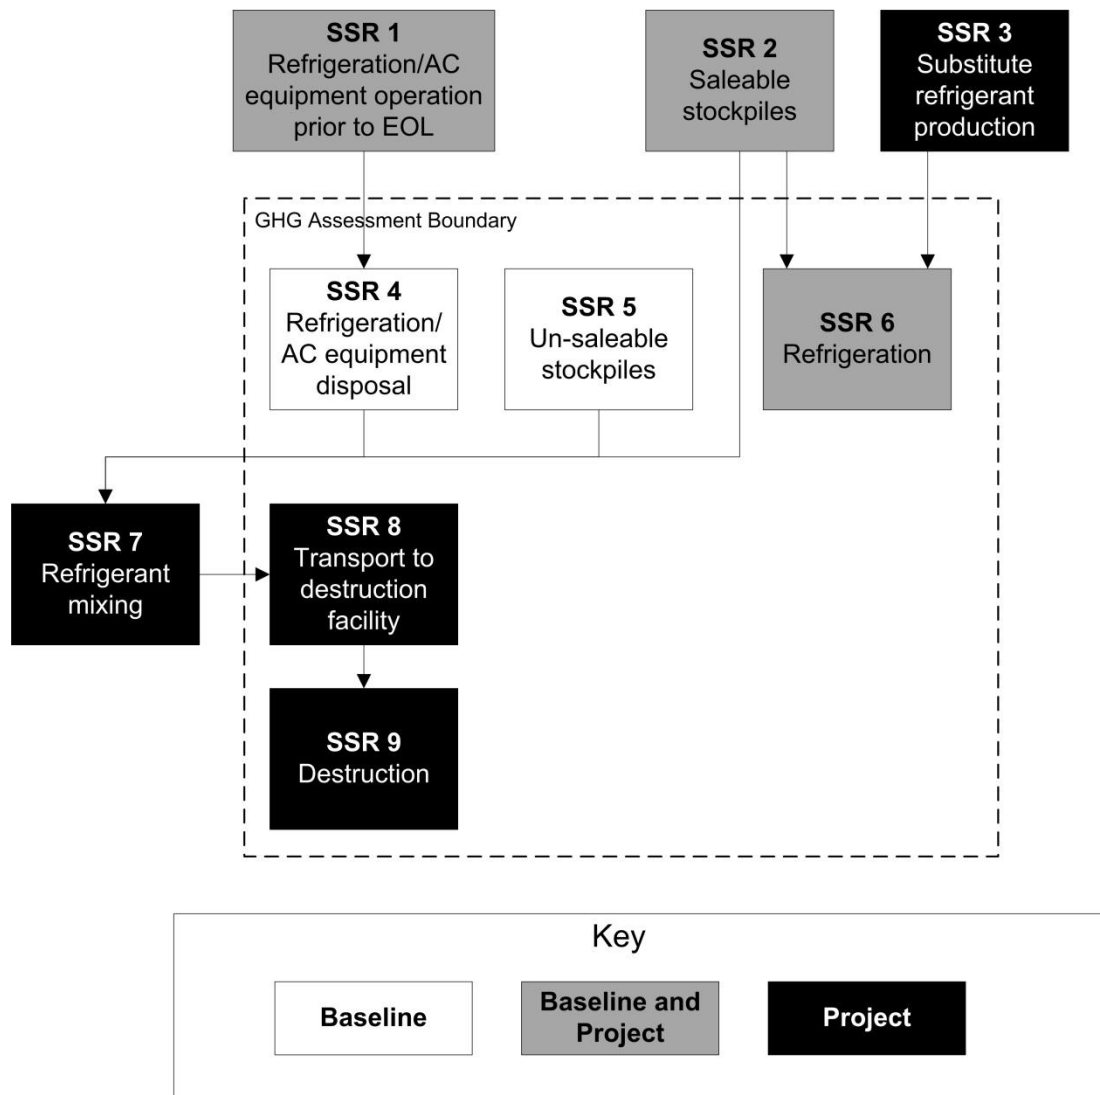 SSR 1
Refrigeration/AC
equipment operation
prior to EOL
SSR 2
Saleable
stockpiles
SSR 3
Substitute
refrigerant
production
GHG Assessment Boundary
SSR 4
Refrigeration/
AC equipment
disposal
SSR 5
Un-saleable
stockpiles
SSR 6
Refrigeration
SSR 7
Refrigerant
mixing
SSR 8
Transport to
destruction
facility
SSR 9
Destruction
Key
Baseline
Baseline and
Project
Project